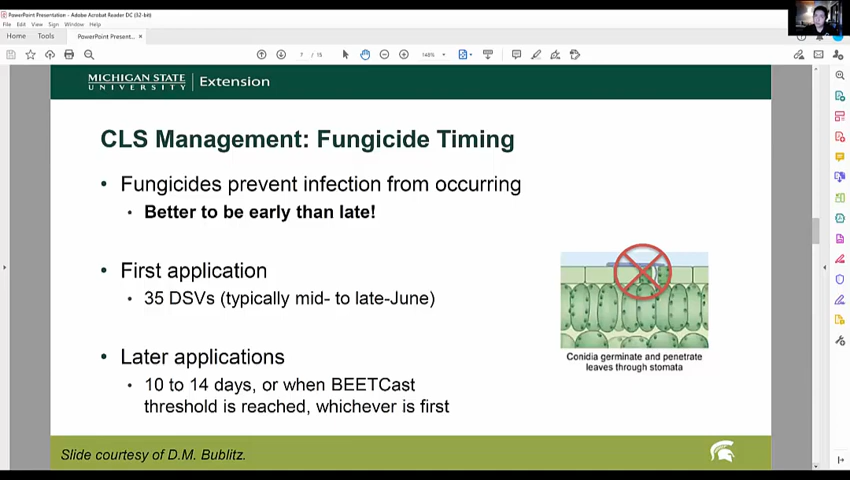 PowerPoint Presentation - Adobe Acrobat Reader DC (32-bit)
File Edit View Sign Window Help
Home Tools PowerPoint Present... ×
7 / 15 148%
MICHIGAN STATE
UNIVERSITY Extension
CLS Management: Fungicide Timing
• Fungicides prevent infection from occurring
• Better to be early than late!
• First application
• 35 DSVs (typically mid- to late-June)
• Later applications
• 10 to 14 days, or when BEETCast
threshold is reached, whichever is first
Conidia germinate and penetrate
leaves through stomata
Slide courtesy of D.M. Bublitz.